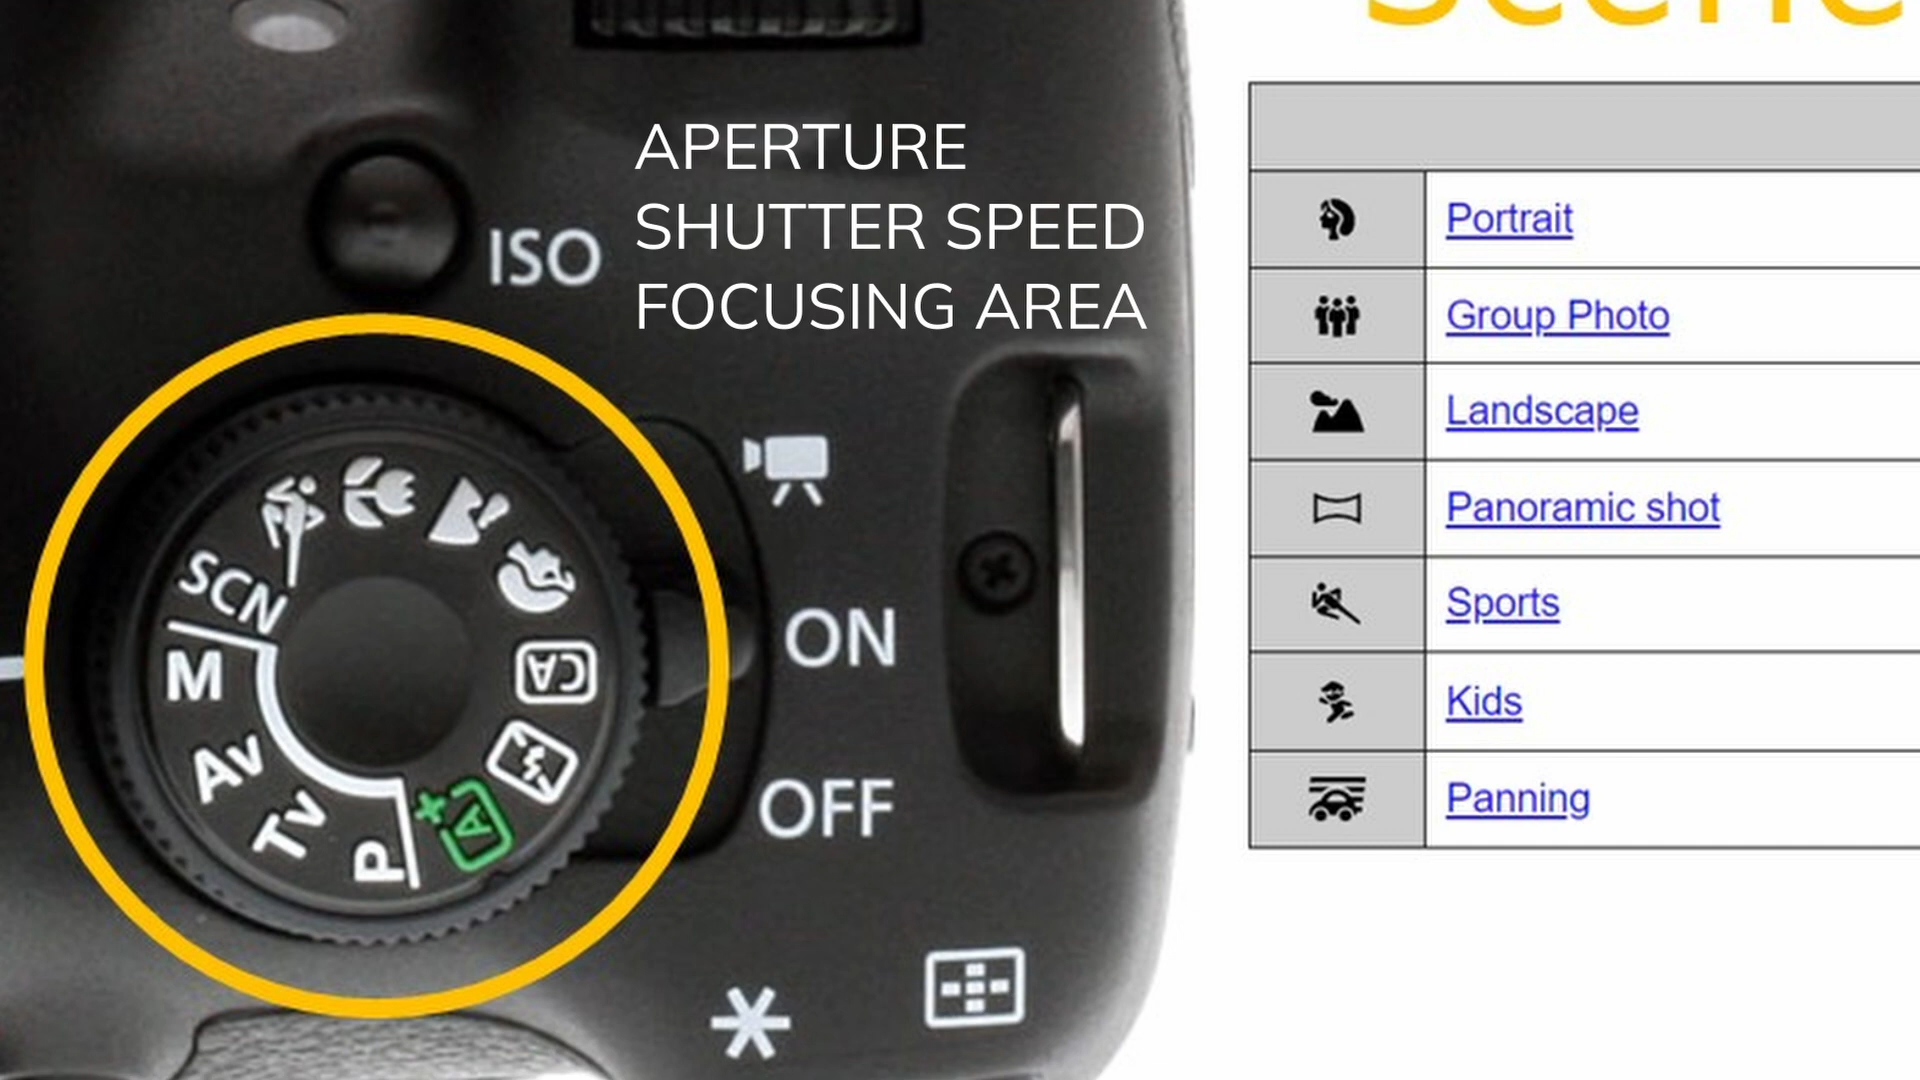 Scene
APERTURE
SHUTTER SPEED
FOCUSING AREA
ISO
ON
OFF
SCN
M
Av
Tv
P
A+
CA
Portrait
Group Photo
Landscape
Panoramic shot
Sports
Kids
Panning